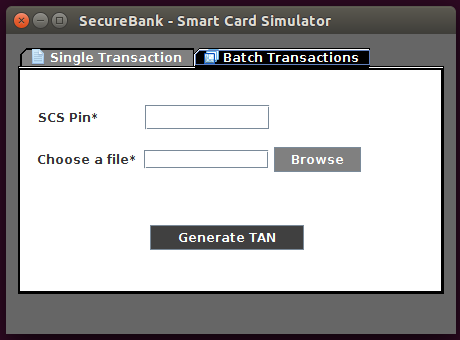 SecureBank - Smart Card Simulator
Single Transaction Batch Transactions
SCS Pin*
Choose a file* Browse
Generate TAN